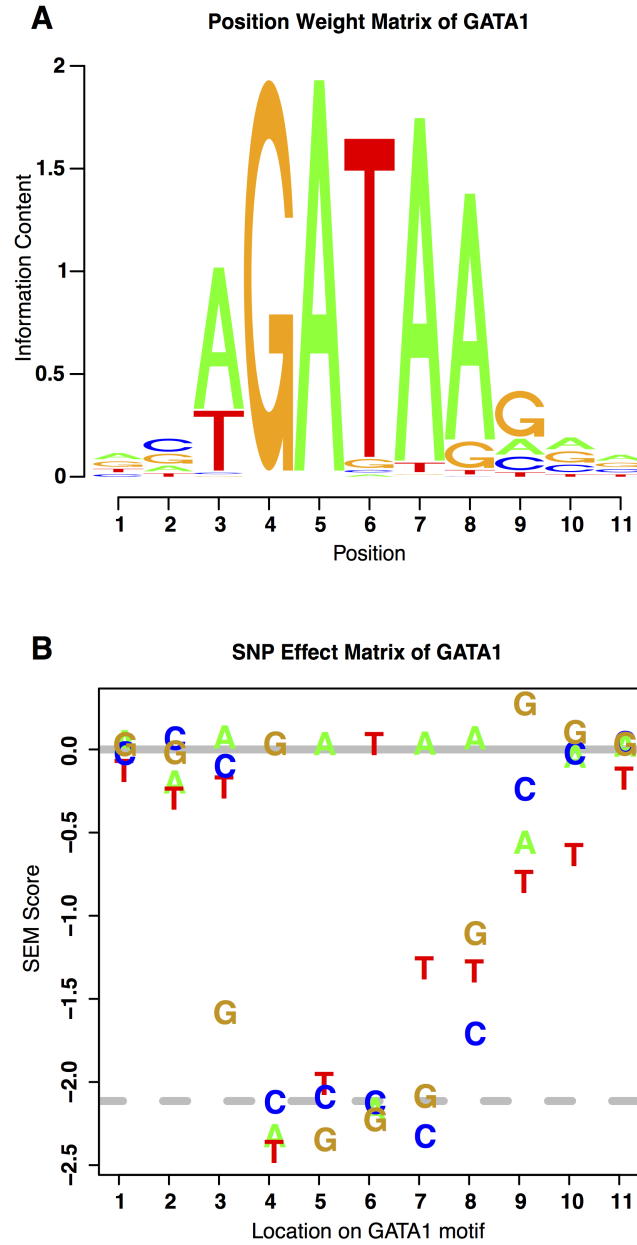 A
Position Weight Matrix of GATA1
Information Content
2
1.5
1
0.5
0
A G T C
C G A T
A T C
G
A
T G C A
A T C
A G T C
G A C T
A G C T
A G C T
1 2 3 4 5 6 7 8 9 10 11
Position
B
SNP Effect Matrix of GATA1
SEM Score
0.0
−0.5
−1.0
−1.5
−2.0
−2.5
A G C T
C G A T
A C T G
G C A T
A T C G
T C A G
A T G C
A G T C
G C A T
G C A T
C A G T
1 2 3 4 5 6 7 8 9 10 11
Location on GATA1 motif